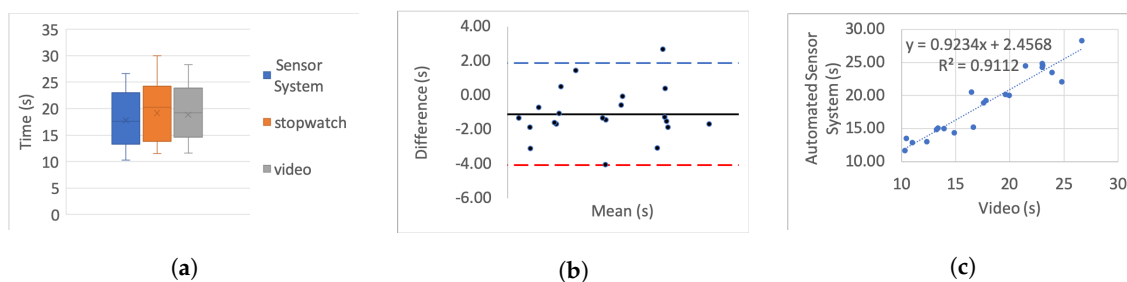 35
30
25
20
15
10
5
0
Time (s)
Sensor
System
stopwatch
video
(a)
4.00
2.00
0.00
-2.00
-4.00
-6.00
Difference (s)
Mean (s)
(b)
30.00
25.00
20.00
15.00
10.00
Automated Sensor
System (s)
y = 0.9234x + 2.4568
R² = 0.9112
10 15 20 25 30
Video (s)
(c)